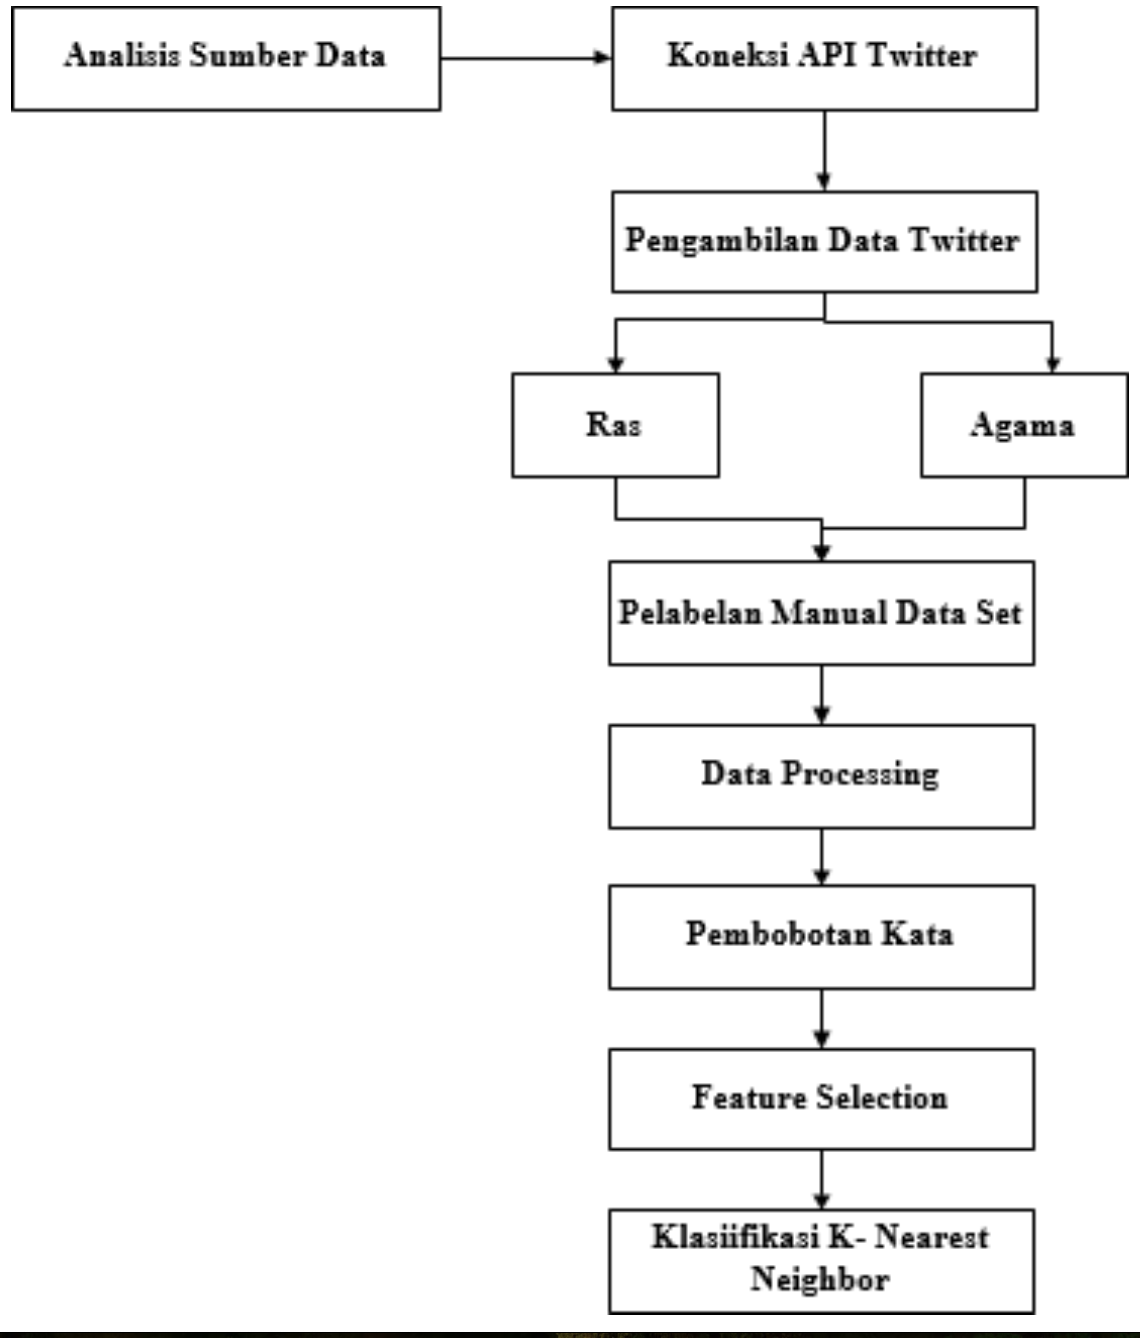 Analisis Sumber Data
Koneksi API Twitter
Pengambilan Data Twitter
Ras
Agama
Pelabelan Manual Data Set
Data Processing
Pembobotan Kata
Feature Selection
Klasiifikasi K- Nearest
Neighbor